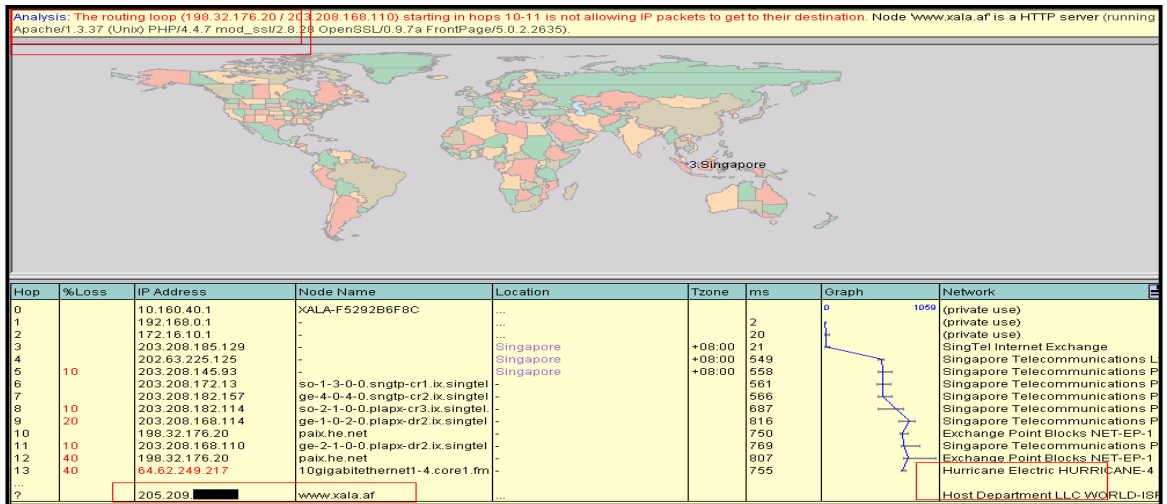 Analysis: The routing loop (198.32.176.20 / 203.208.168.110) starting in hops 10-11 is not allowing IP packets to get to their destination. Node 'www.xala.af' is a HTTP server (running
Apache/1.3.37 (Unix) PHP/4.4.7 mod_ssl/2.8.28 OpenSSL/0.9.7a FrontPage/5.0.2.2635).
3:Singapore
Hop %Loss IP Address Node Name Location Tzone ms Graph Network
0 10.160.40.1 XALA-F5292B6F8C ... 0 1059 (private use)
1 192.168.0.1 - ... 2 (private use)
2 172.16.10.1 - ... 20 (private use)
3 203.208.185.129 - Singapore +08:00 21 SingTel Internet Exchange
4 202.63.225.125 - Singapore +08:00 549 Singapore Telecommunications L
5 10 203.208.145.93 - Singapore +08:00 558 Singapore Telecommunications P
6 203.208.172.13 so-1-3-0-0.sngtp-cr1.ix.singtel - 561 Singapore Telecommunications P
7 203.208.182.157 ge-4-0-4-0.sngtp-cr2.ix.singtel - 566 Singapore Telecommunications P
8 10 203.208.182.114 so-2-1-0-0.plapx-cr3.ix.singtel. - 687 Singapore Telecommunications P
9 20 203.208.168.114 ge-1-0-2-0.plapx-dr2.ix.singtel - 816 Singapore Telecommunications P
10 198.32.176.20 paix.he.net - 750 Exchange Point Blocks NET-EP-1
11 10 203.208.168.110 ge-2-1-0-0.plapx-dr2.ix.singtel - 769 Singapore Telecommunications P
12 40 198.32.176.20 paix.he.net - 807 Exchange Point Blocks NET-EP-1
13 40 64.62.249.217 10gigabitethernet1-4.core1.fm - 755 Hurricane Electric HURRICANE-4
...
? 205.209. www.xala.af ... Host Department LLC WORLD-ISP